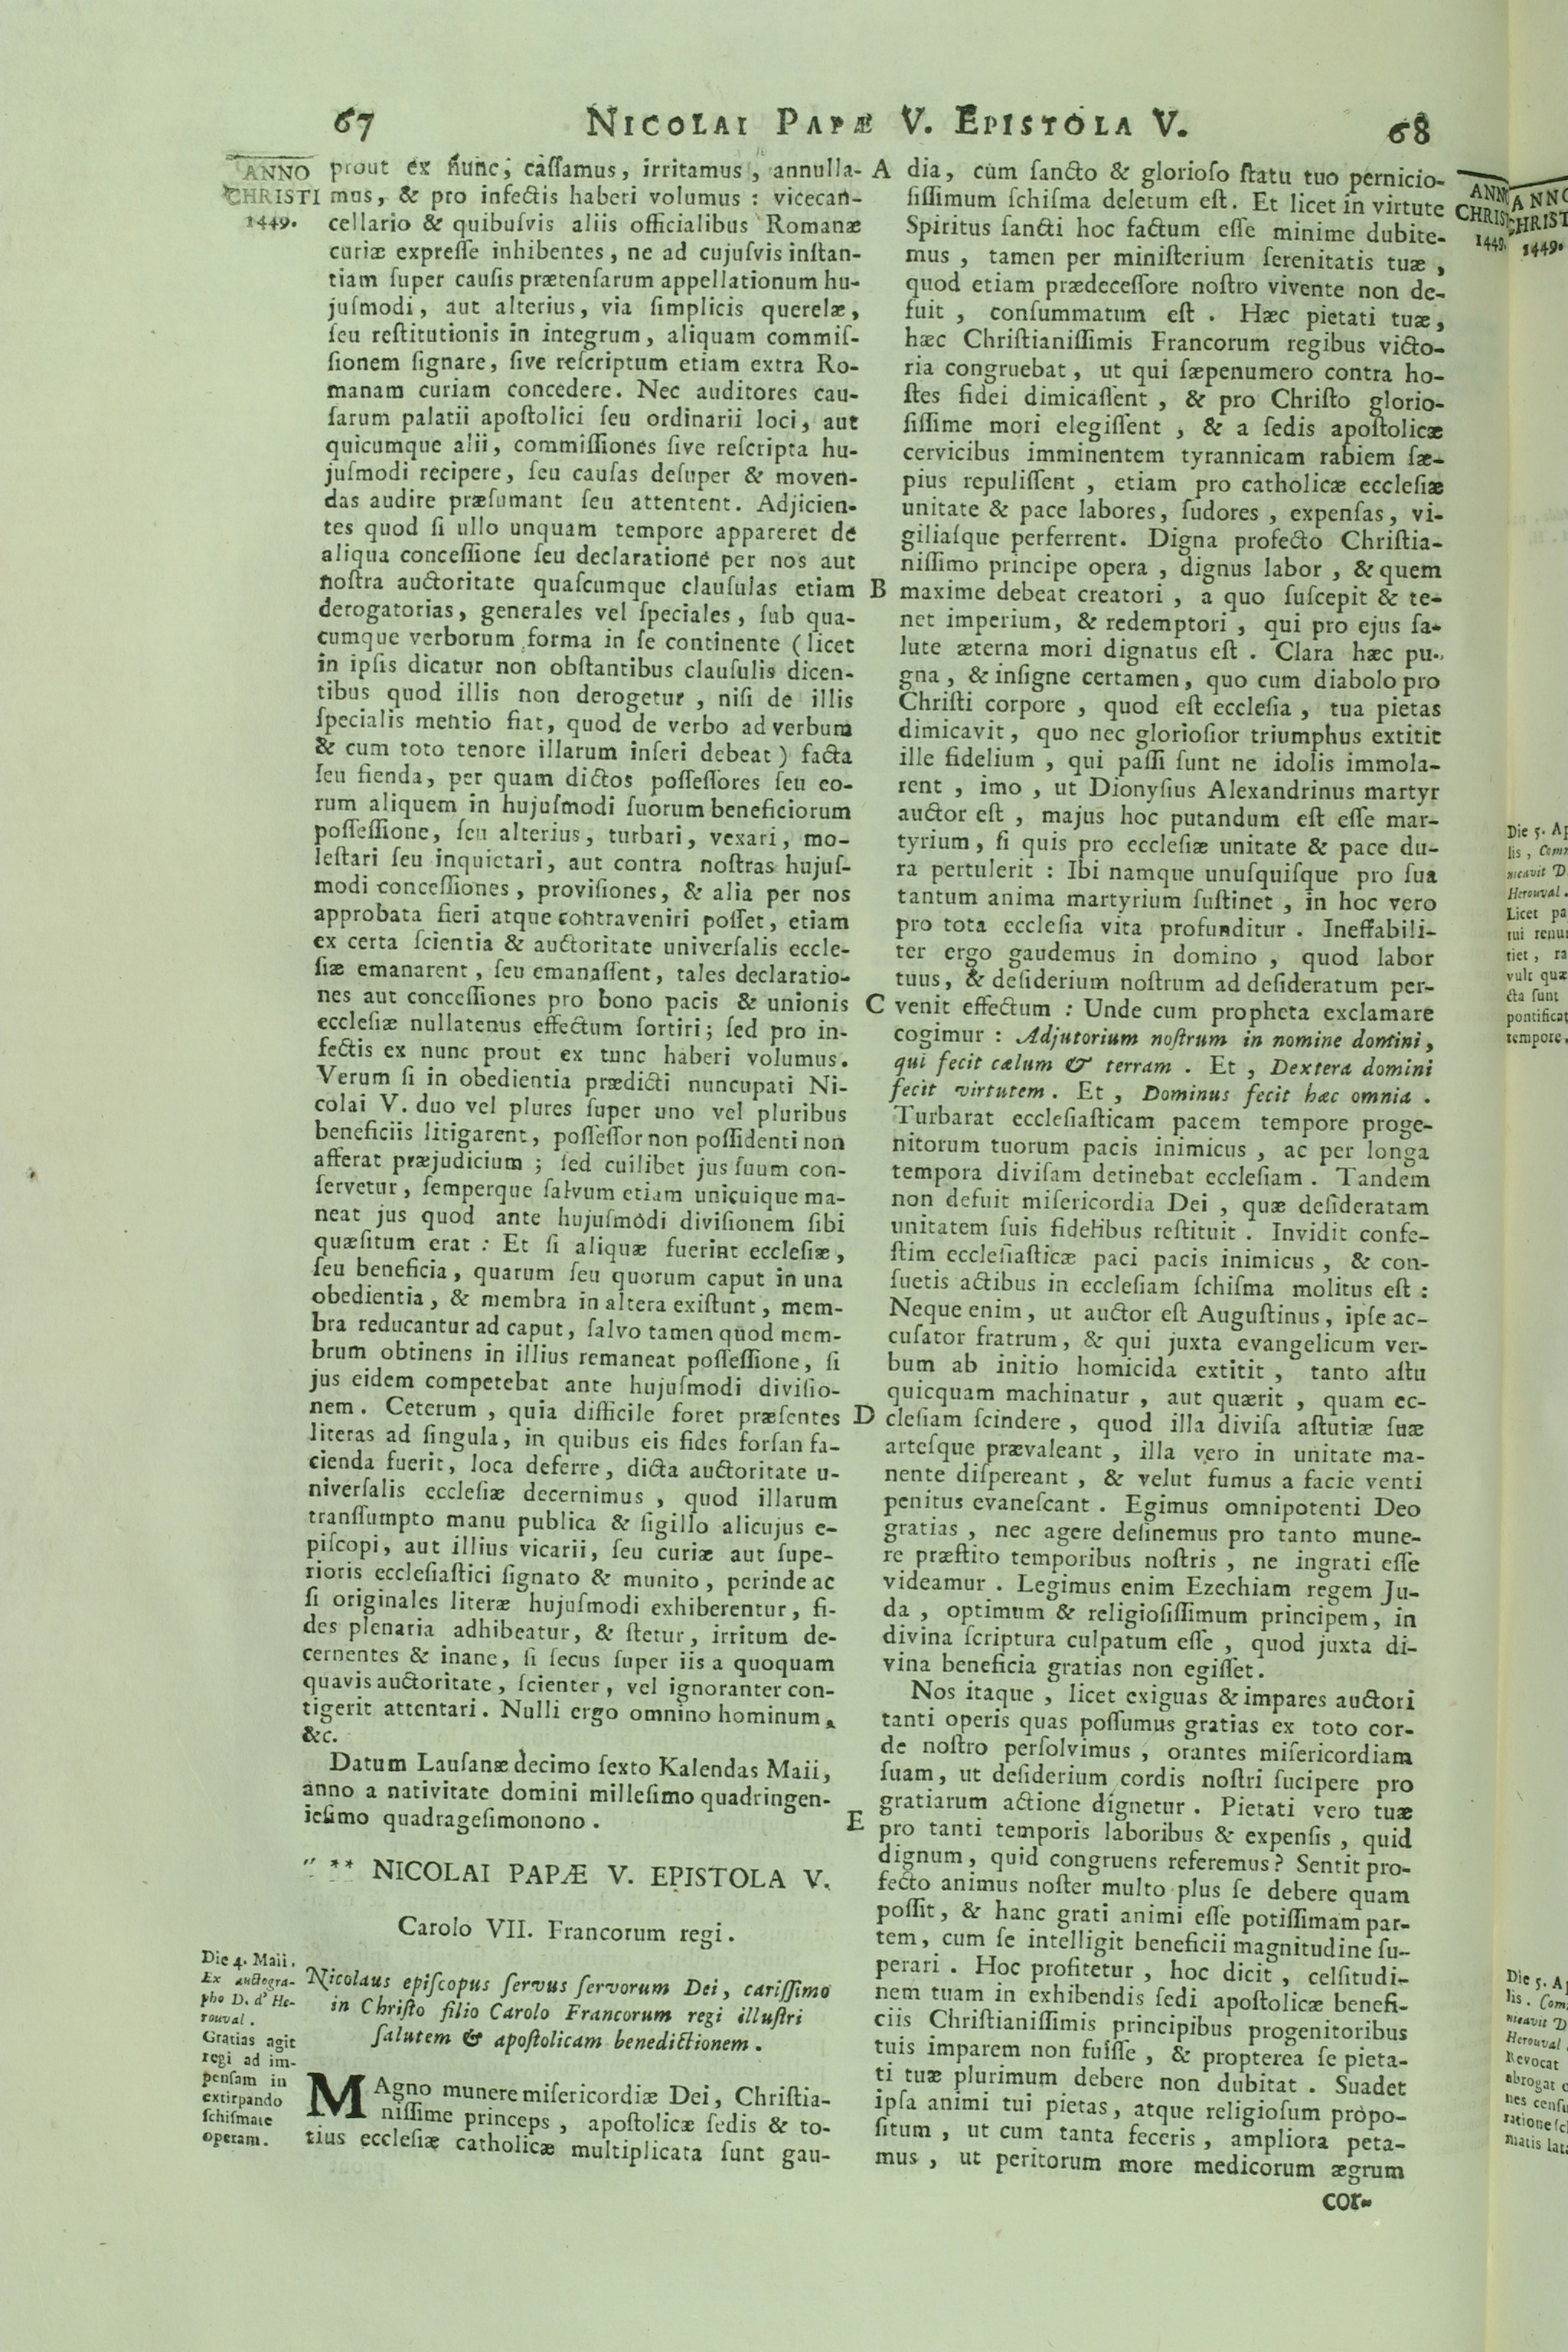 67
NICOLAI PAPÆ V. EPISTOLA V.
68
ANNO
CHRISTI
1449.
prout ex nunc, caſſamus, irritamus, annulla-
mus, & pro infectis haberi volumus : vicecan-
cellario & quibuſvis aliis officialibus Romanæ
curiæ expreſſe inhibentes, ne ad cujuſvis inſtan-
tiam ſuper cauſis prætenſarum appellationum hu-
juſmodi, aut alterius, via ſimplicis querelæ,
ſeu reſtitutionis in integrum, aliquam commiſ-
ſionem ſignare, ſive reſcriptum etiam extra Ro-
manam curiam concedere. Nec auditores cau-
ſarum palatii apoſtolici ſeu ordinarii loci, aut
quicumque alii, commiſſiones ſive reſcripta hu-
juſmodi recipere, ſeu cauſas deſuper & moven-
das audire præſumant ſeu attentent. Adjicien-
tes quod ſi ullo unquam tempore appareret de
aliqua conceſſione ſeu declaratione per nos aut
noſtra auctoritate quaſcumque clauſulas etiam
derogatorias, generales vel ſpeciales, ſub qua-
cumque verborum forma in ſe continente (licet
in ipſis dicatur non obſtantibus clauſulis dicen-
tibus quod illis non derogetur, niſi de illis
ſpecialis mentio fiat, quod de verbo ad verbum
& cum toto tenore illarum inſeri debeat) facta
ſeu fienda, per quam dictos poſſeſſores ſeu eo-
rum aliquem in hujuſmodi ſuorum beneficiorum
poſſeſſione, ſeu alterius, turbari, vexari, mo-
leſtari ſeu inquietari, aut contra noſtras hujuſ-
modi conceſſiones, proviſiones, & alia per nos
approbata fieri atque contraveniri poſſet, etiam
ex certa ſcientia & auctoritate univerſalis eccle-
ſiæ emanarent, ſeu emanaſſent, tales declaratio-
nes aut conceſſiones pro bono pacis & unionis
eccleſiæ nullatenus effectum ſortiri; ſed pro in-
fectis ex nunc prout ex tunc haberi volumus.
Verum ſi in obedientia prædicti nuncupati Ni-
colai V. duo vel plures ſuper uno vel pluribus
beneficiis litigarent, poſſeſſor non poſſidenti non
afferat præjudicium ; ſed cuilibet jus ſuum con-
ſervetur, ſemperque ſalvum etiam unicuique ma-
neat jus quod ante hujuſmodi diviſionem ſibi
quæſitum erat : Et ſi aliquæ fuerint eccleſiæ,
ſeu beneficia, quarum ſeu quorum caput in una
obedientia, & membra in altera exiſtunt, mem-
bra reducantur ad caput, ſalvo tamen quod mem-
brum obtinens in illius remaneat poſſeſſione, ſi
jus eidem competebat ante hujuſmodi diviſio-
nem. Ceterum, quia difficile foret præſentes
literas ad ſingula, in quibus eis fides forſan fa-
cienda fuerit, loca deferre, dicta auctoritate u-
niverſalis eccleſiæ decernimus, quod illarum
tranſſumpto manu publica & ſigillo alicujus e-
piſcopi, aut illius vicarii, ſeu curiæ aut ſupe-
rioris eccleſiaſtici ſignato & munito, perinde ac
ſi originales literæ hujuſmodi exhiberentur, fi-
des plenaria adhibeatur, & ſtetur, irritum de-
cernentes & inane, ſi ſecus ſuper iis a quoquam
quavis auctoritate, ſcienter, vel ignoranter con-
tigerit attentari. Nulli ergo omnino hominum,
&c.
Datum Lauſanæ decimo ſexto Kalendas Maii,
anno a nativitate domini milleſimo quadringen-
teſimo quadrageſimonono.
** NICOLAI PAPÆ V. EPISTOLA V.
Carolo VII. Francorum regi.
Die 4. Maii.
Ex autogra-
pho D. d' He-
rouval.
Gratias agit
regi ad im-
penſam in
extirpando
ſchiſmate
operam.
Nicolaus epiſcopus ſervus ſervorum Dei, cariſſimo
in Chriſto filio Carolo Francorum regi illuſtri
ſalutem & apoſtolicam benedictionem.
MAgno munere miſericordiæ Dei, Chriſtia-
niſſime princeps, apoſtolicæ ſedis & to-
tius eccleſiæ catholicæ multiplicata ſunt gau-
A
B
C
D
E
dia, cum ſancto & glorioſo ſtatu tuo pernicio-
ſiſſimum ſchiſma deletum eſt. Et licet in virtute
Spiritus ſancti hoc factum eſſe minime dubite-
mus, tamen per miniſterium ſerenitatis tuæ,
quod etiam prædeceſſore noſtro vivente non de-
fuit, conſummatum eſt. Hæc pietati tuæ,
hæc Chriſtianiſſimis Francorum regibus victo-
ria congruebat, ut qui ſæpenumero contra ho-
ſtes fidei dimicaſſent, & pro Chriſto glorio-
ſiſſime mori elegiſſent, & a ſedis apoſtolicæ
cervicibus imminentem tyrannicam rabiem ſæ-
pius repuliſſent, etiam pro catholicæ eccleſiæ
unitate & pace labores, ſudores, expenſas, vi-
giliaſque perferrent. Digna profecto Chriſtia-
niſſimo principe opera, dignus labor, & quem
maxime debeat creatori, a quo ſuſcepit & te-
net imperium, & redemptori, qui pro ejus ſa-
lute æterna mori dignatus eſt. Clara hæc pu-
gna, & inſigne certamen, quo cum diabolo pro
Chriſti corpore, quod eſt eccleſia, tua pietas
dimicavit, quo nec glorioſior triumphus extitit
ille fidelium, qui paſſi ſunt ne idolis immola-
rent, imo, ut Dionyſius Alexandrinus martyr
auctor eſt, majus hoc putandum eſt eſſe mar-
tyrium, ſi quis pro eccleſiæ unitate & pace du-
ra pertulerit : Ibi namque unuſquiſque pro ſua
tantum anima martyrium ſuſtinet, in hoc vero
pro tota eccleſia vita profunditur. Ineffabili-
ter ergo gaudemus in domino, quod labor
tuus, & deſiderium noſtrum ad deſideratum per-
venit effectum : Unde cum propheta exclamare
cogimur : Adjutorium noſtrum in nomine domini,
qui fecit cælum & terram. Et, Dextera domini
fecit virtutem. Et, Dominus fecit hæc omnia.
Turbarat eccleſiaſticam pacem tempore proge-
nitorum tuorum pacis inimicus, ac per longa
tempora diviſam detinebat eccleſiam. Tandem
non defuit miſericordia Dei, quæ deſideratam
unitatem ſuis fidelibus reſtituit. Invidit confe-
ſtim eccleſiaſticæ paci pacis inimicus, & con-
ſuetis actibus in eccleſiam ſchiſma molitus eſt :
Neque enim, ut auctor eſt Auguſtinus, ipſe ac-
cuſator fratrum, & qui juxta evangelicum ver-
bum ab initio homicida extitit, tanto aſtu
quicquam machinatur, aut quærit, quam ec-
cleſiam ſcindere, quod illa diviſa aſtutiæ ſuæ
arteſque prævaleant, illa vero in unitate ma-
nente diſpereant, & velut fumus a facie venti
penitus evaneſcant. Egimus omnipotenti Deo
gratias, nec agere deſinemus pro tanto mune-
re præſtito temporibus noſtris, ne ingrati eſſe
videamur. Legimus enim Ezechiam regem Ju-
da, optimum & religioſiſſimum principem, in
divina ſcriptura culpatum eſſe, quod juxta di-
vina beneficia gratias non egiſſet.
Nos itaque, licet exiguas & impares auctori
tanti operis quas poſſumus gratias ex toto cor-
de noſtro perſolvimus, orantes miſericordiam
ſuam, ut deſiderium cordis noſtri ſucipere pro
gratiarum actione dignetur. Pietati vero tuæ
pro tanti temporis laboribus & expenſis, quid
dignum, quid congruens referemus? Sentit pro-
fecto animus noſter multo plus ſe debere quam
poſſit, & hanc grati animi eſſe potiſſimam par-
tem, cum ſe intelligit beneficii magnitudine ſu-
perari. Hoc profitetur, hoc dicit, celſitudi-
nem tuam in exhibendis ſedi apoſtolicæ benefi-
ciis Chriſtianiſſimis principibus progenitoribus
tuis imparem non fuiſſe, & propterea ſe pieta-
ti tuæ plurimum debere non dubitat. Suadet
ipſa animi tui pietas, atque religioſum propo-
ſitum, ut cum tanta feceris, ampliora peta-
mus, ut peritorum more medicorum ægrum
cor-
1449.
ANNO
CHRIST
1449.
Die 5. Ap
Herouval.
Licet pa
tui renu
tiet, ra
vult quæ
cta ſunt
pontificat
tempore,
Die 5. A
Herouval
Revocat
abrogat
nes cenſu
ratione ſc
matis lat